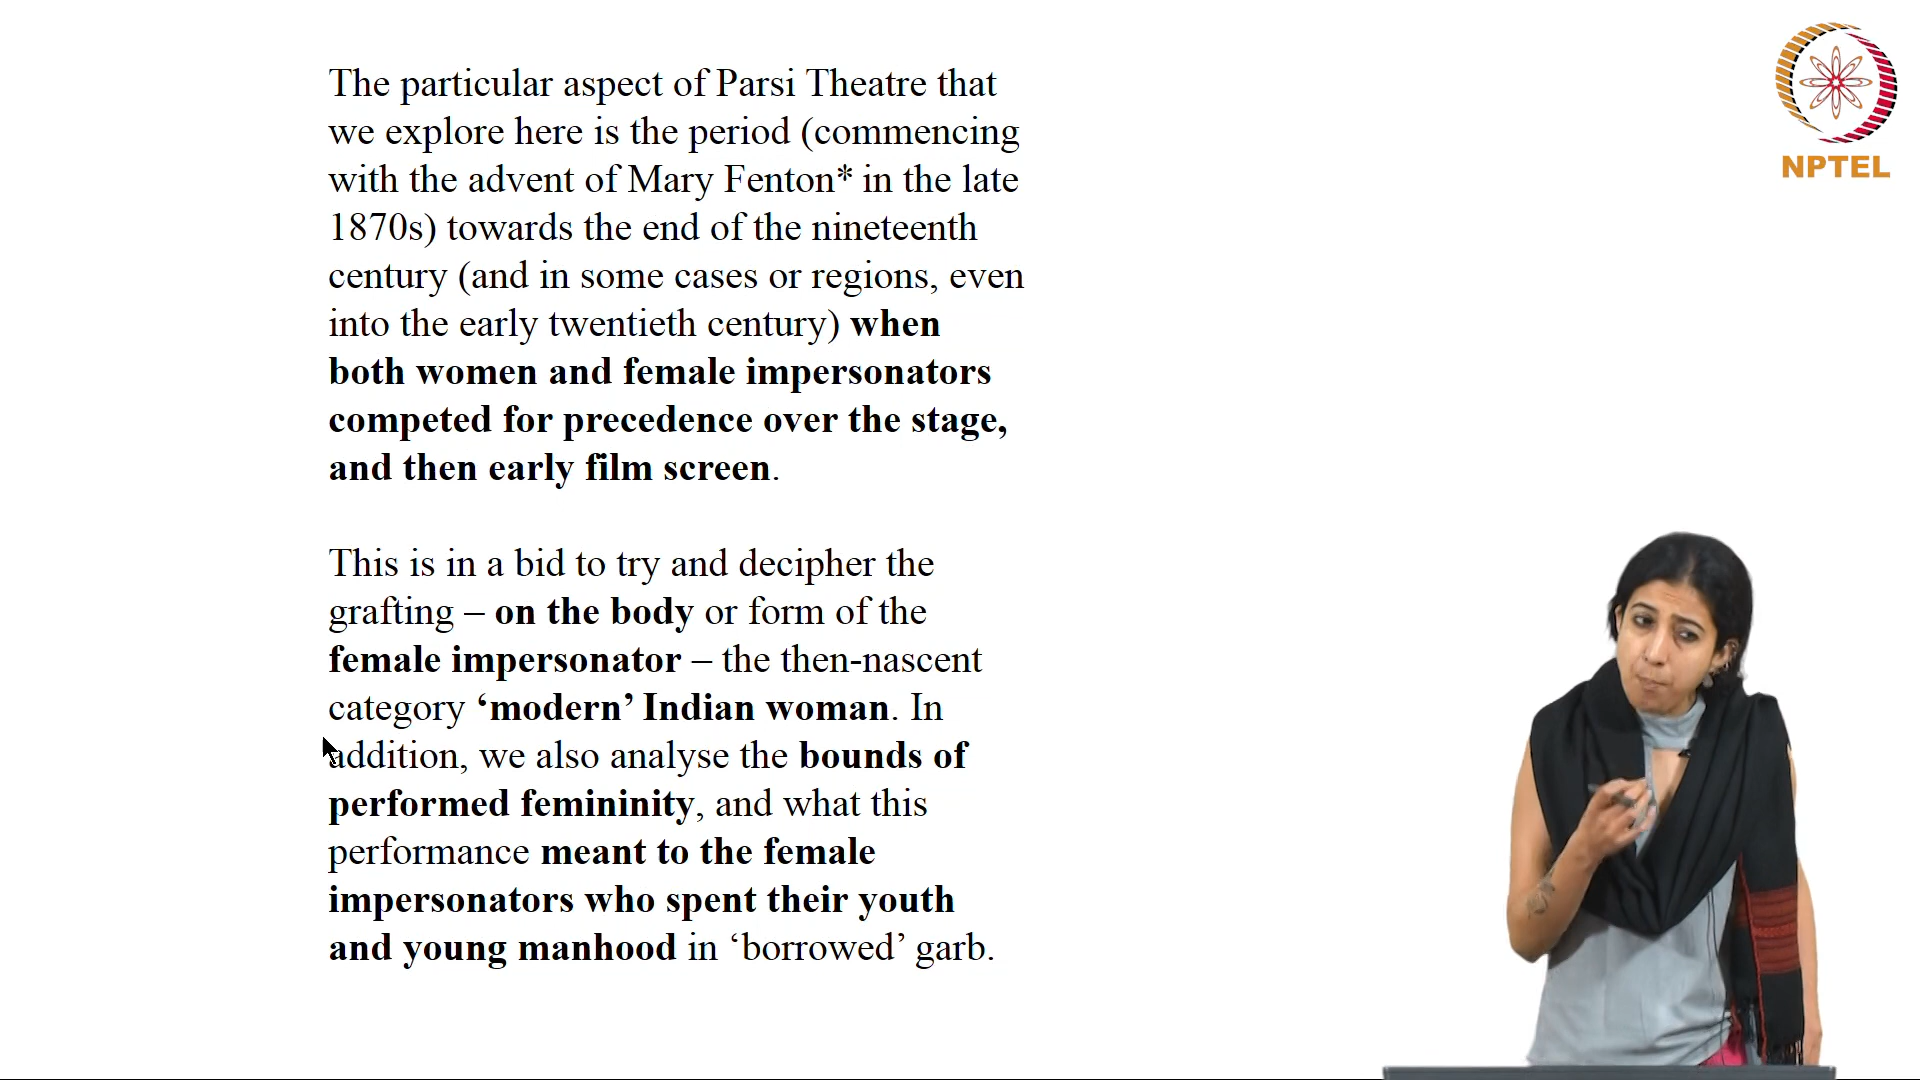 The particular aspect of Parsi Theatre that
we explore here is the period (commencing
with the advent of Mary Fenton* in the late
1870s) towards the end of the nineteenth
century (and in some cases or regions, even
into the early twentieth century) when
both women and female impersonators
competed for precedence over the stage,
and then early film screen.
This is in a bid to try and decipher the
grafting – on the body or form of the
female impersonator – the then-nascent
category ‘modern’ Indian woman. In
addition, we also analyse the bounds of
performed femininity, and what this
performance meant to the female
impersonators who spent their youth
and young manhood in ‘borrowed’ garb.
NPTEL